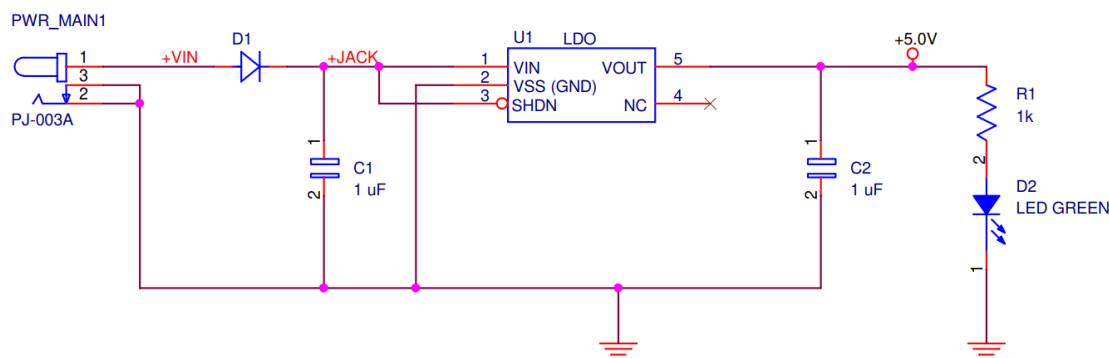 PWR_MAIN1
PJ-003A
1
3
2
+VIN
D1
+JACK
1
2
C1
1 uF
U1
LDO
1
2
3
VIN
VSS (GND)
SHDN
VOUT
NC
5
4
1
2
C2
1 uF
+5.0V
R1
1k
2
D2
LED GREEN
1